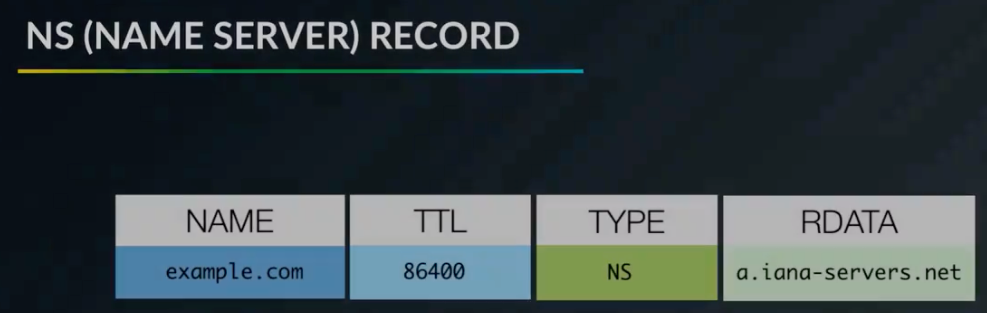 NS (NAME SERVER) RECORD
NAME TTL TYPE RDATA
example.com 86400 NS a.iana-servers.net